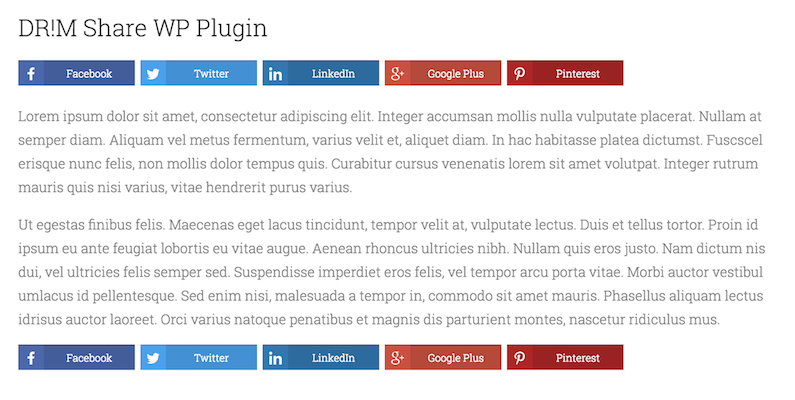 DR!M Share WP Plugin
Facebook Twitter LinkedIn Google Plus Pinterest
Lorem ipsum dolor sit amet, consectetur adipiscing elit. Integer accumsan mollis nulla vulputate placerat. Nullam at
semper diam. Aliquam vel metus fermentum, varius velit et, aliquet diam. In hac habitasse platea dictumst. Fuscscel
erisque nunc felis, non mollis dolor tempus quis. Curabitur cursus venenatis lorem sit amet volutpat. Integer rutrum
mauris quis nisi varius, vitae hendrerit purus varius.
Ut egestas finibus felis. Maecenas eget lacus tincidunt, tempor velit at, vulputate lectus. Duis et tellus tortor. Proin id
ipsum eu ante feugiat lobortis eu vitae augue. Aenean rhoncus ultricies nibh. Nullam quis eros justo. Nam dictum nis
dui, vel ultricies felis semper sed. Suspendisse imperdiet eros felis, vel tempor arcu porta vitae. Morbi auctor vestibul
umlacus id pellentesque. Sed enim nisi, malesuada a tempor in, commodo sit amet mauris. Phasellus aliquam lectus
idrisus auctor laoreet. Orci varius natoque penatibus et magnis dis parturient montes, nascetur ridiculus mus.
Facebook Twitter LinkedIn Google Plus Pinterest